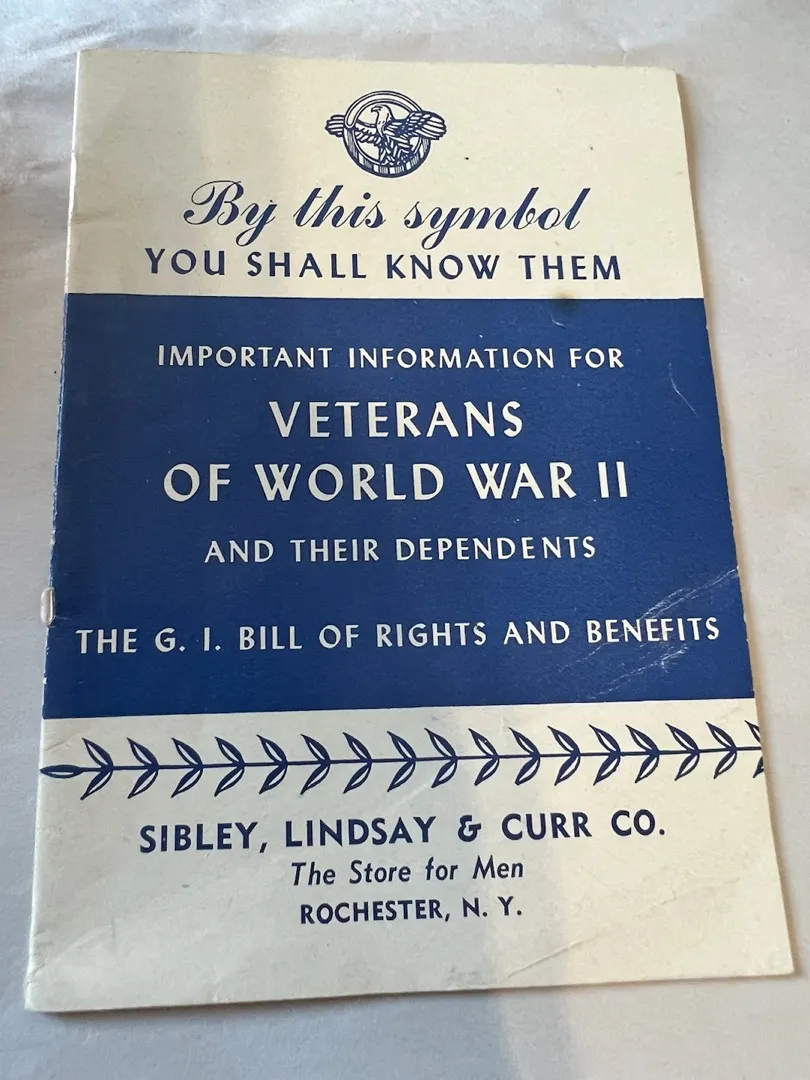 By this symbol
YOU SHALL KNOW THEM
IMPORTANT INFORMATION FOR
VETERANS
OF WORLD WAR II
AND THEIR DEPENDENTS
THE G. I. BILL OF RIGHTS AND BENEFITS
SIBLEY, LINDSAY & CURR CO.
The Store for Men
ROCHESTER, N. Y.